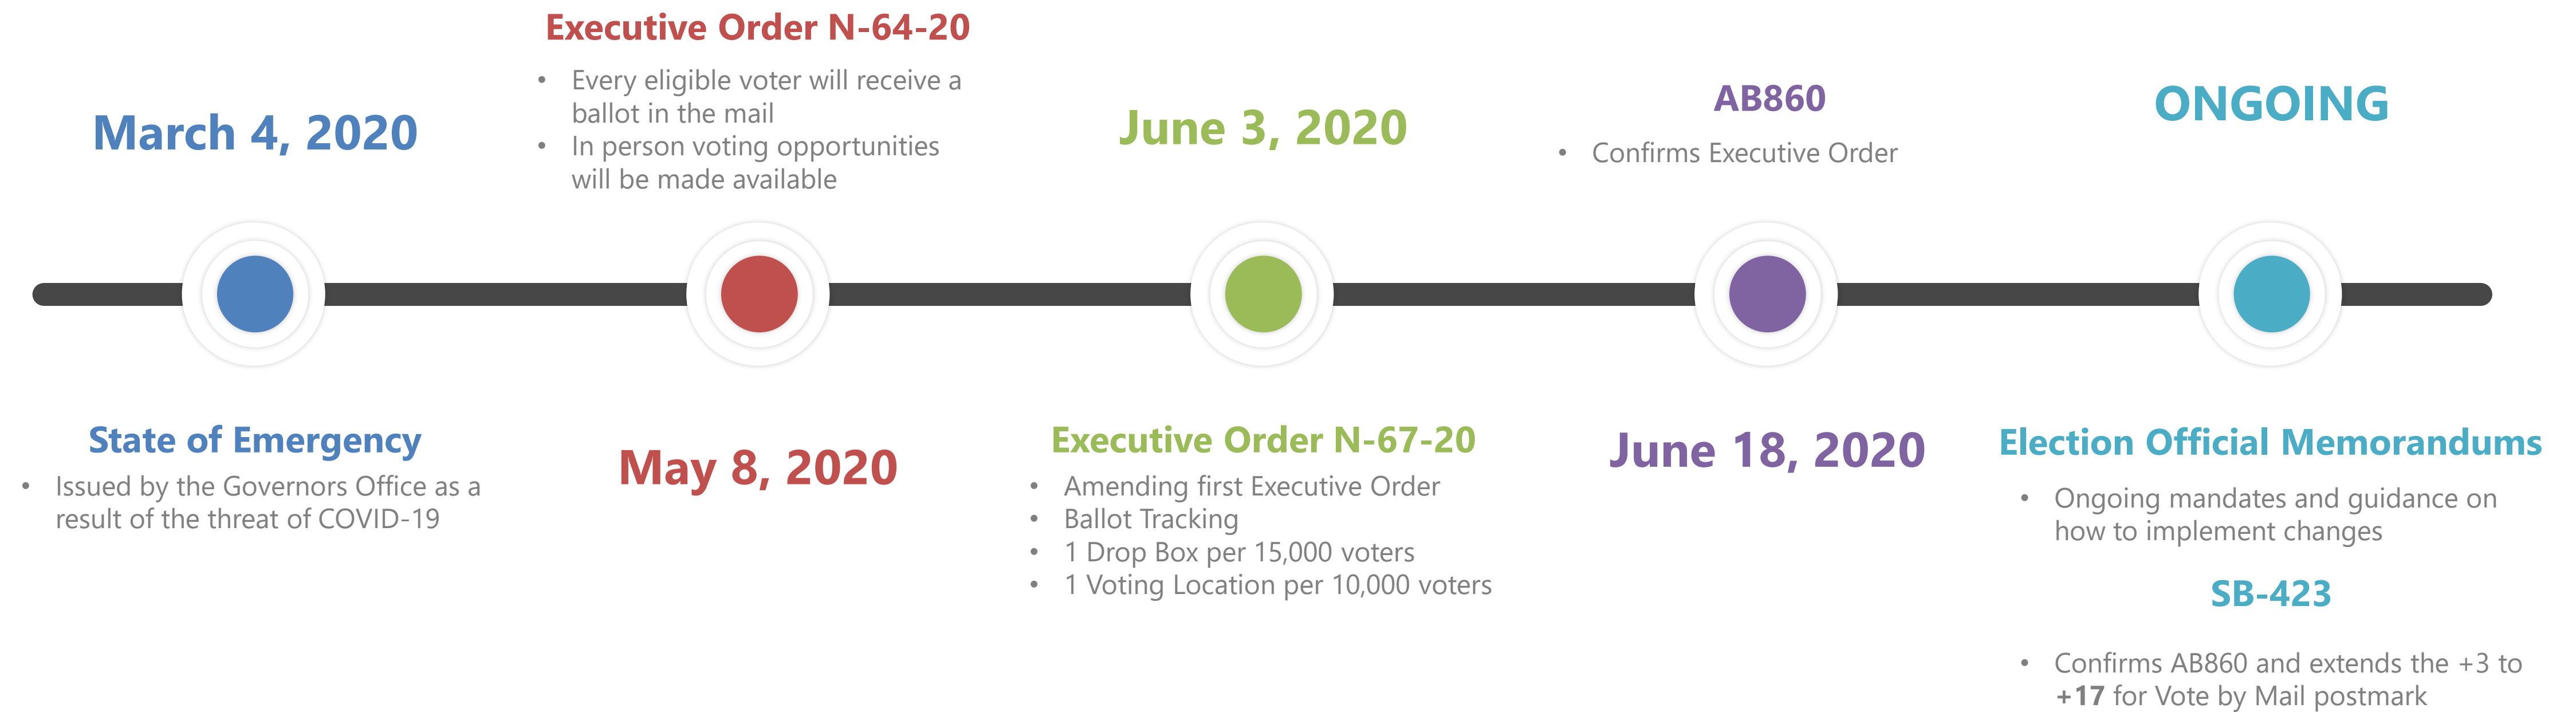 March 4, 2020
State of Emergency
• Issued by the Governors Office as a
result of the threat of COVID-19
Executive Order N-64-20
• Every eligible voter will receive a
ballot in the mail
• In person voting opportunities
will be made available
May 8, 2020
June 3, 2020
Executive Order N-67-20
• Amending first Executive Order
• Ballot Tracking
• 1 Drop Box per 15,000 voters
• 1 Voting Location per 10,000 voters
AB860
• Confirms Executive Order
June 18, 2020
ONGOING
Election Official Memorandums
• Ongoing mandates and guidance on
how to implement changes
SB-423
• Confirms AB860 and extends the +3 to
+17 for Vote by Mail postmark